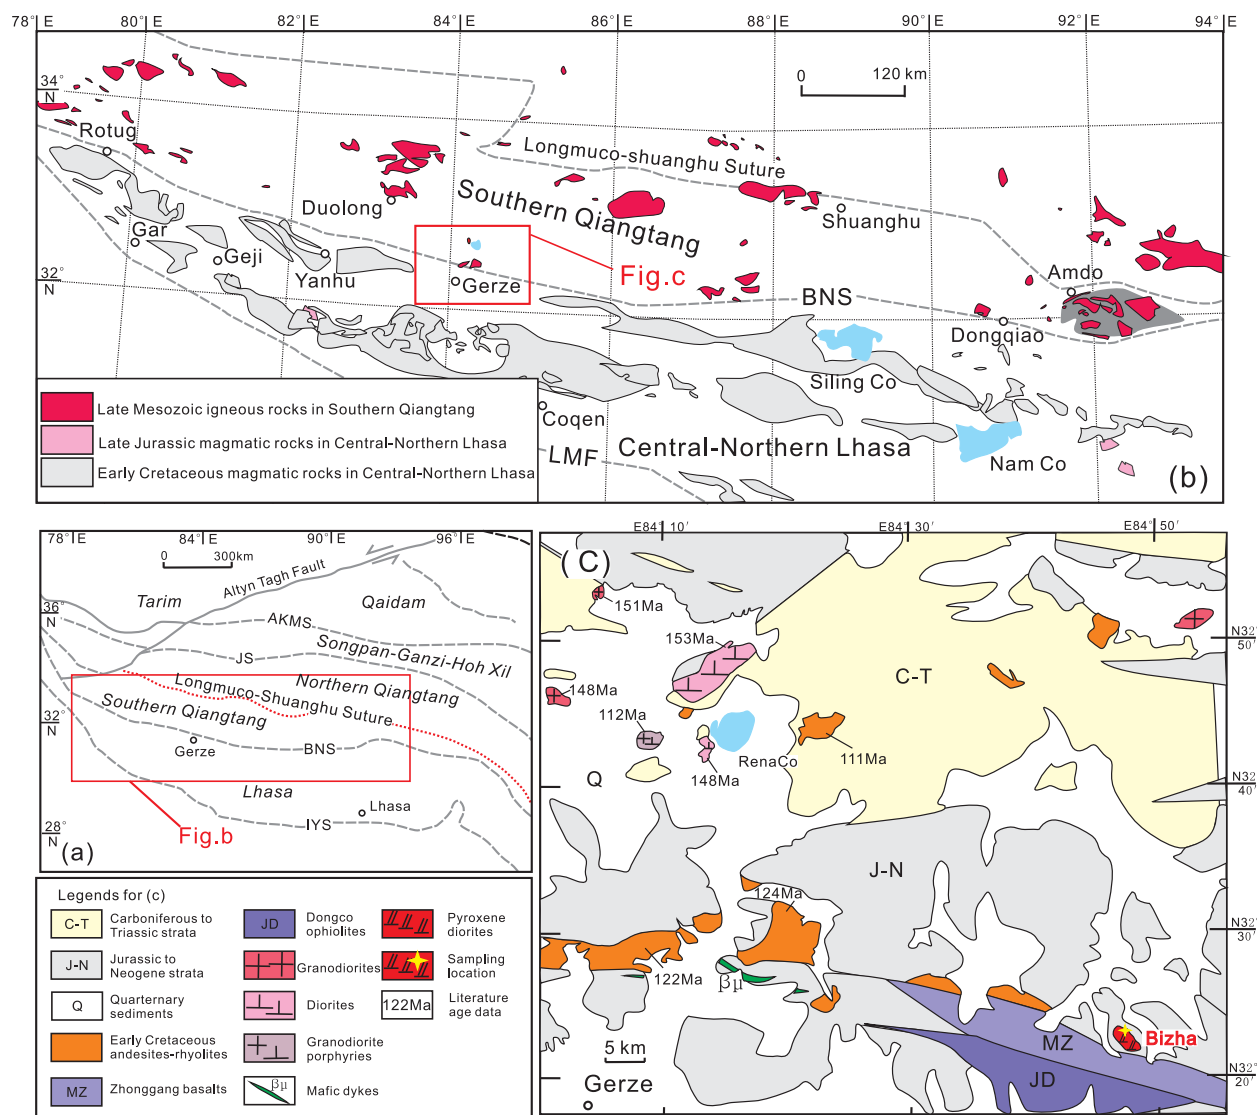 78°E
80°E
82°E
84°E
86°E
88°E
90°E
92°E
94°E
34°
N
0
120 km
Rotug
Longmuco-shuanghu Suture
Southern Qiangtang
Duolong
Shuanghu
Gar
Geji
Yanhu
Fig.c
Gerze
Amdo
32°
N
BNS
Dongqiao
Siling Co
Coqen
Central-Northern Lhasa
LMF
Nam Co
(b)
Late Mesozoic igneous rocks in Southern Qiangtang
Late Jurassic magmatic rocks in Central-Northern Lhasa
Early Cretaceous magmatic rocks in Central-Northern Lhasa
78°E
84°E
90°E
96°E
0
300km
Altyn Tagh Fault
Tarim
Qaidam
36°
N
AKMS
JS
Songpan-Ganzi-Hoh Xil
Northern Qiangtang
Longmuco-Shuanghu Suture
Southern Qiangtang
32°
N
Gerze
BNS
Lhasa
Lhasa
IYS
28°
N
Fig.b
(a)
E84°10'
E84°30'
E84°50'
(C)
151Ma
153Ma
N32°
50'
C-T
148Ma
112Ma
148Ma
RenaCo
111Ma
Q
N32°
40'
J-N
124Ma
N32°
30'
122Ma
βμ
5 km
MZ
Bizha
JD
N32°
20'
Gerze
Legends for (c)
C-T
Carboniferous to
Triassic strata
J-N
Jurassic to
Neogene strata
Q
Quaternary
sediments
Early Cretaceous
andesites-rhyolites
MZ
Zhonggang basalts
JD
Dongco
ophiolites
Granodiorites
Diorites
Granodiorite
porphyries
βμ
Mafic dykes
Pyroxene
diorites
Sampling
location
122Ma
Literature
age data